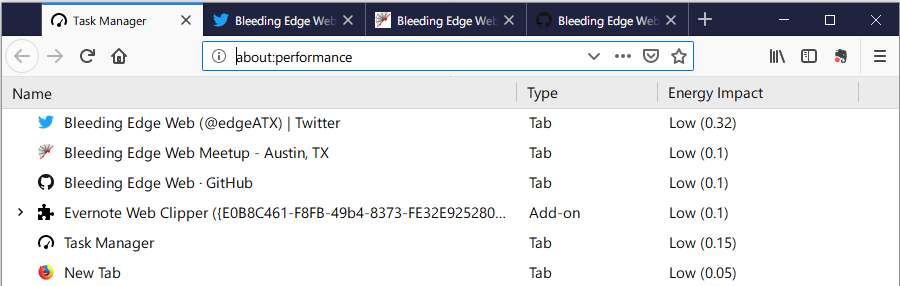 Task Manager Bleeding Edge Web Bleeding Edge Web Bleeding Edge Web
about:performance
Name Type Energy Impact
Bleeding Edge Web (@edgeATX) | Twitter Tab Low (0.32)
Bleeding Edge Web Meetup - Austin, TX Tab Low (0.1)
Bleeding Edge Web · GitHub Tab Low (0.1)
Evernote Web Clipper ({E0B8C461-F8FB-49b4-8373-FE32E925280... Add-on Low (0.1)
Task Manager Tab Low (0.15)
New Tab Tab Low (0.05)